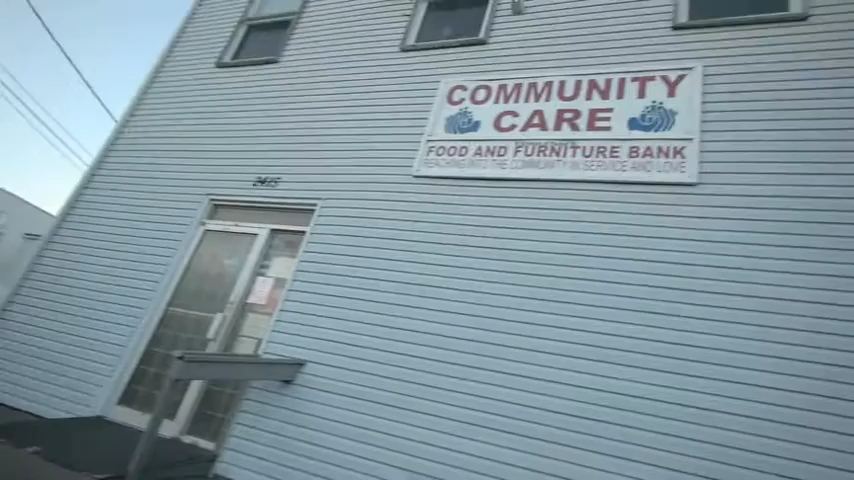 COMMUNITY
CARE
FOOD AND FURNITURE BANK
REACHING INTO THE COMMUNITY IN SERVICE AND LOVE